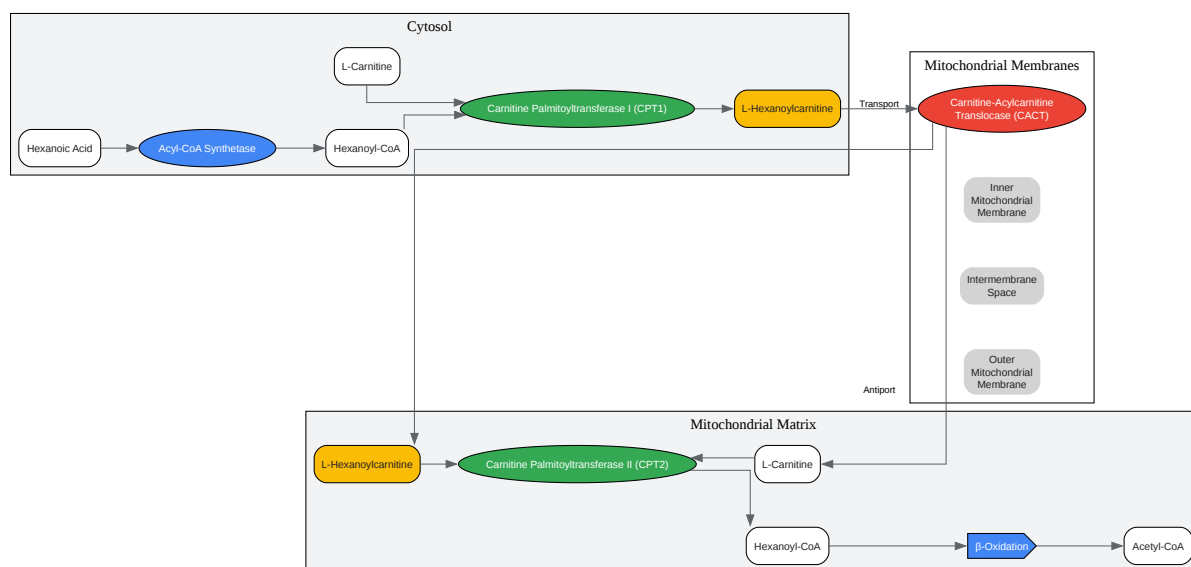 Cytosol
L-Carnitine
Mitochondrial Membranes
Carnitine Palmitoyltransferase I (CPT1)
L-Hexanoylcarnitine
Transport
Carnitine-Acylcarnitine
Translocase (CACT)
Hexanoic Acid
Acyl-CoA Synthetase
Hexanoyl-CoA
Inner
Mitochondrial
Membrane
Intermembrane
Space
Outer
Mitochondrial
Membrane
Antiport
Mitochondrial Matrix
L-Hexanoylcarnitine
Carnitine Palmitoyltransferase II (CPT2)
L-Carnitine
Hexanoyl-CoA
β-Oxidation
Acetyl-CoA